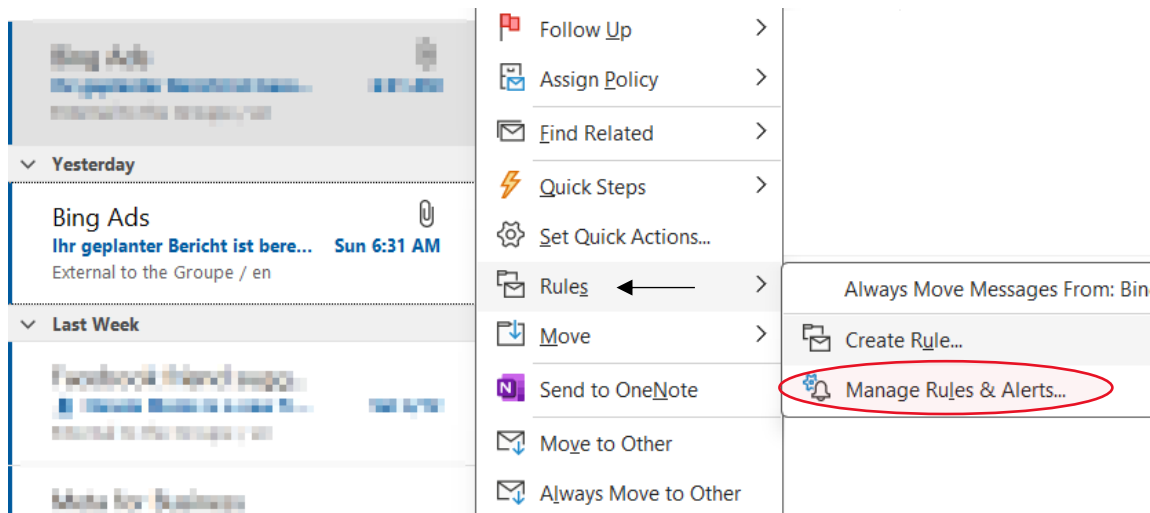 Yesterday
Bing Ads
Ihr geplanter Bericht ist bere... Sun 6:31 AM
External to the Groupe / en
Last Week
Follow Up
Assign Policy
Find Related
Quick Steps
Set Quick Actions...
Rules
Move
Send to OneNote
Move to Other
Always Move to Other
Always Move Messages From: Bin
Create Rule...
Manage Rules & Alerts...